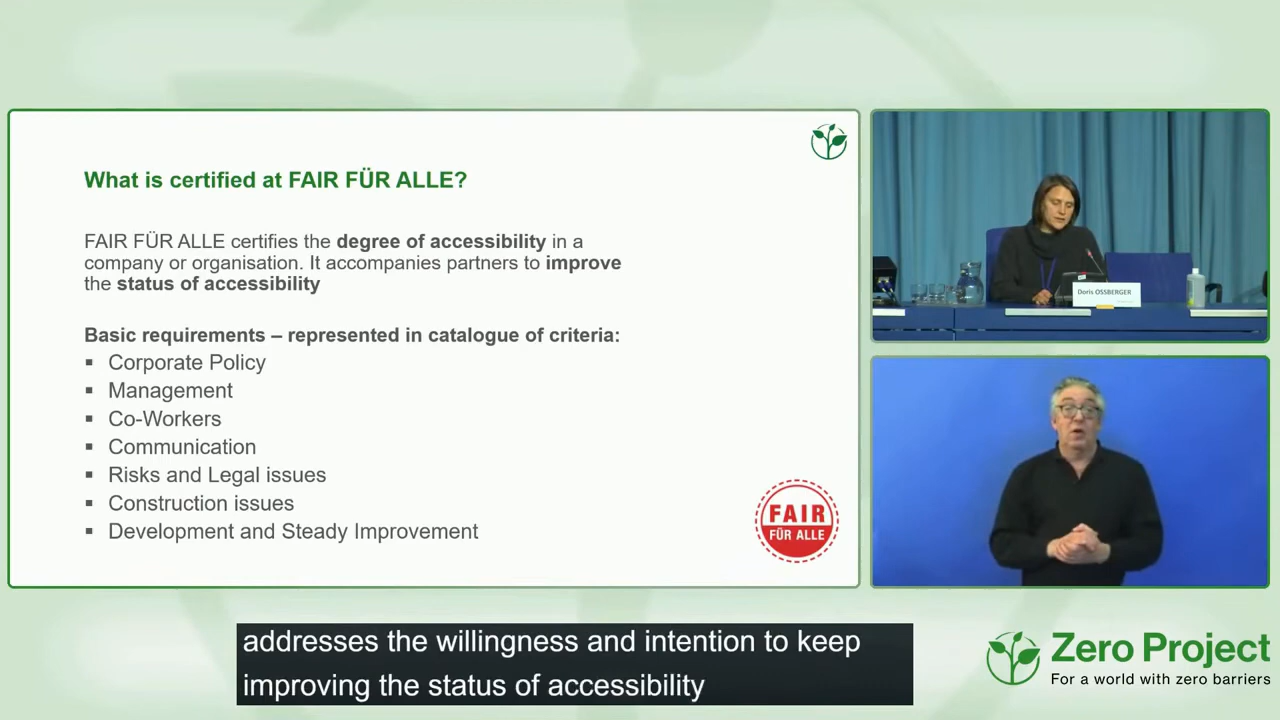 What is certified at FAIR FÜR ALLE?
FAIR FÜR ALLE certifies the degree of accessibility in a
company or organisation. It accompanies partners to improve
the status of accessibility
Basic requirements – represented in catalogue of criteria:
▪ Corporate Policy
▪ Management
▪ Co-Workers
▪ Communication
▪ Risks and Legal issues
▪ Construction issues
▪ Development and Steady Improvement
FAIR
FÜR ALLE
Doris OSSBERGER
addresses the willingness and intention to keep
improving the status of accessibility
Zero Project
For a world with zero barriers